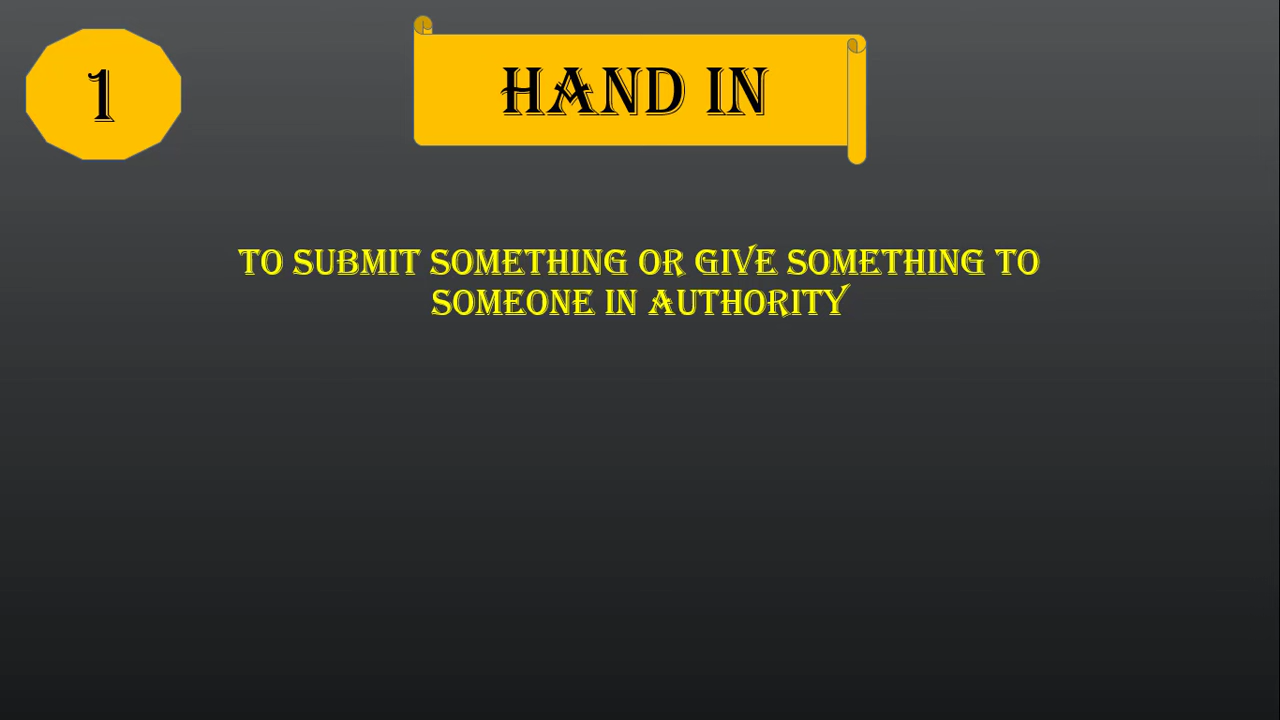 1
HAND IN
TO SUBMIT SOMETHING OR GIVE SOMETHING TO
SOMEONE IN AUTHORITY